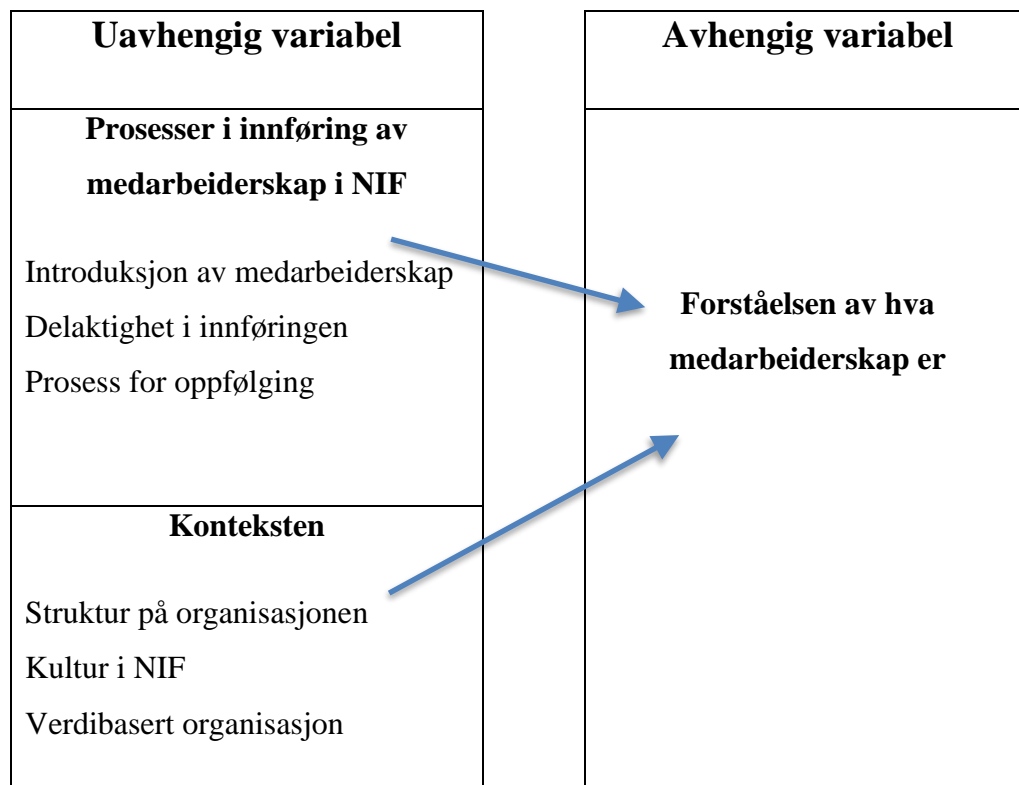 Uavhengig variabel
Prosesser i innføring av
medarbeiderskap i NIF
Introduksjon av medarbeiderskap
Delaktighet i innføringen
Prosess for oppfølging
Konteksten
Struktur på organisasjonen
Kultur i NIF
Verdibasert organisasjon
Avhengig variabel
Forståelsen av hva
medarbeiderskap er